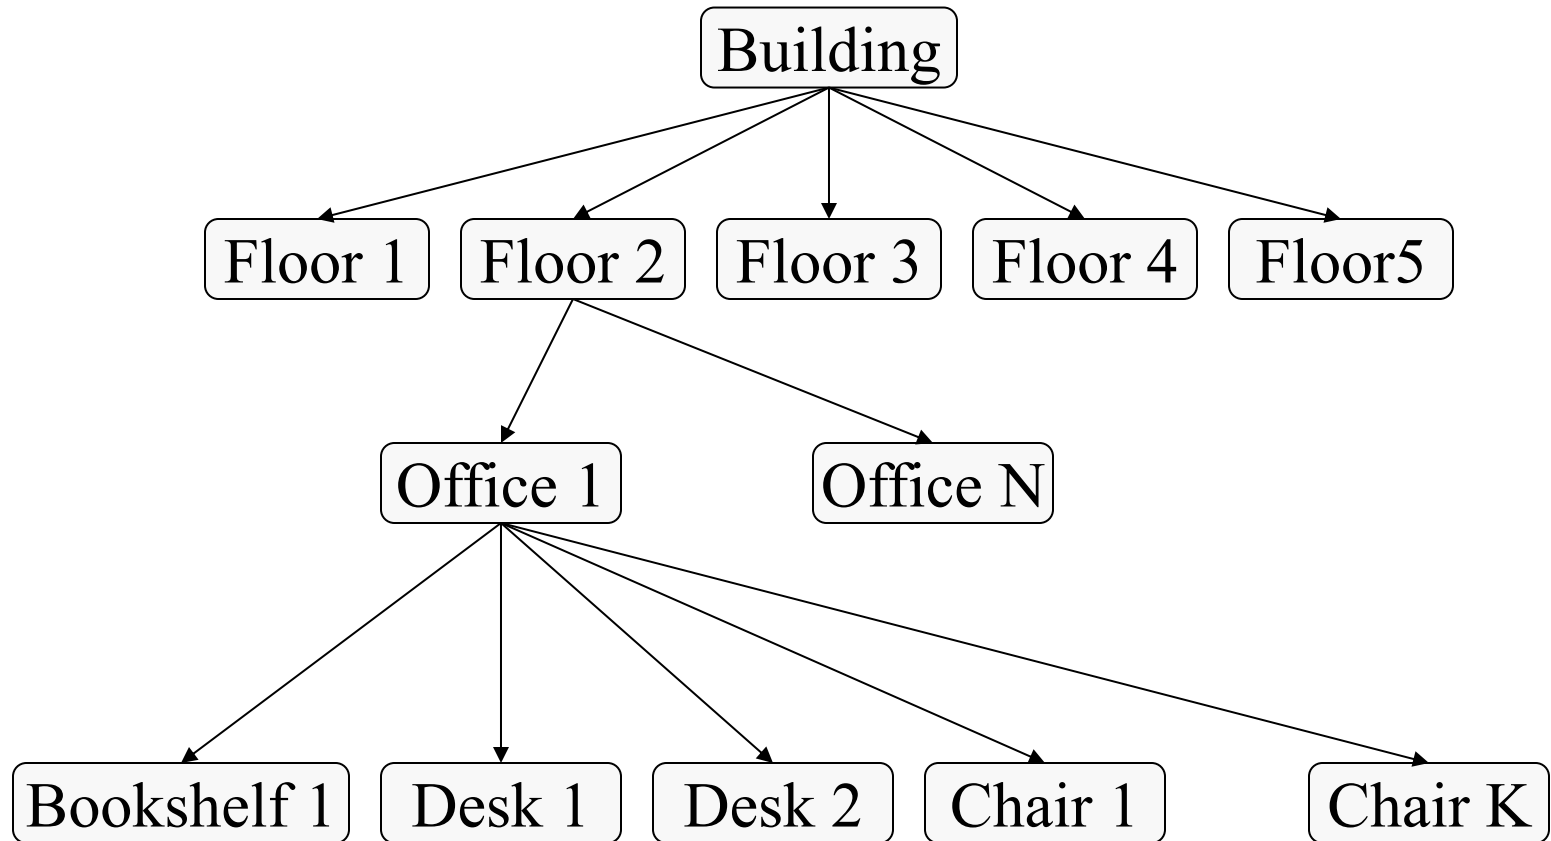 Building
Floor 1
Floor 2
Floor 3
Floor 4
Floor5
Office 1
Office N
Bookshelf 1
Desk 1
Desk 2
Chair 1
Chair K